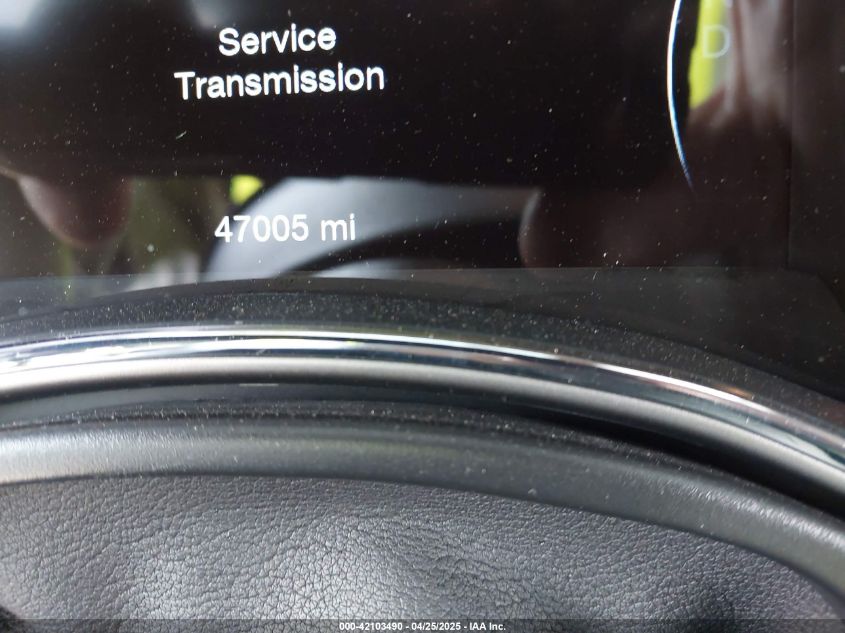 Service
Transmission
D
47005 mi
000-42103490 - 04/25/2025 - IAA Inc.